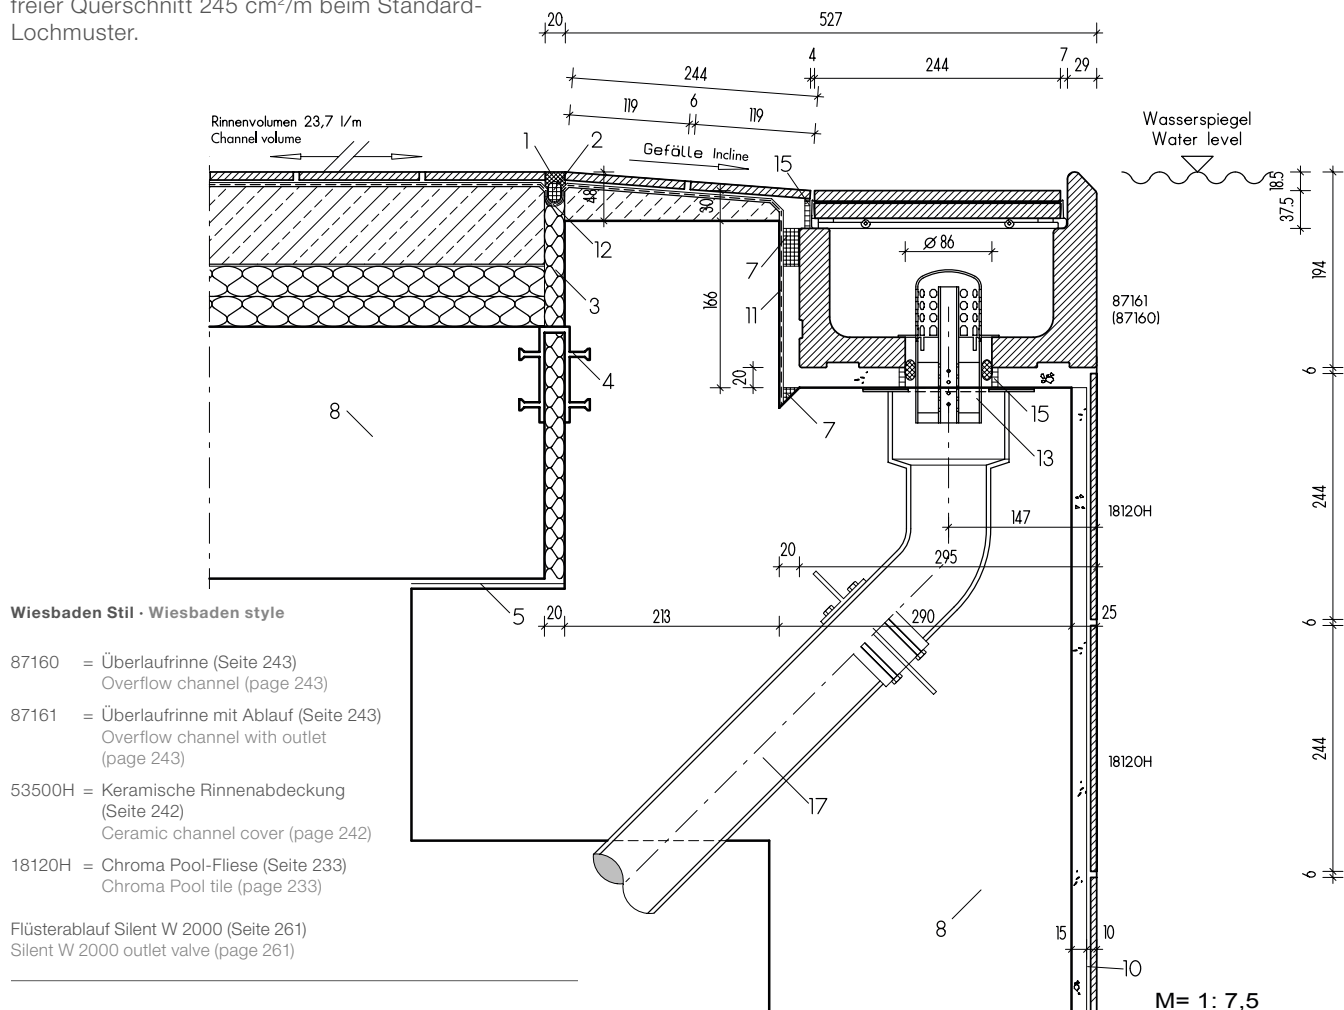 freier Querschnitt 245 cm²/m beim Standard-
Lochmuster.
20
527
4
7
244
244
29
119
6
119
Rinnenvolumen 23,7 l/m
Channel volume
1
2
Gefälle Incline
15
Wasserspiegel
Water level
18.5
37.5
48
30
12
7
Ø 86
3
166
11
194
87161
(87160)
4
20
6
8
7
15
13
18120H
244
147
20
295
5
20
213
290
25
6
Wiesbaden Stil · Wiesbaden style
87160 = Überlaufrinne (Seite 243)
Overflow channel (page 243)
87161 = Überlaufrinne mit Ablauf (Seite 243)
Overflow channel with outlet
(page 243)
53500H = Keramische Rinnenabdeckung
(Seite 242)
Ceramic channel cover (page 242)
18120H = Chroma Pool-Fliese (Seite 233)
Chroma Pool tile (page 233)
Flüsterablauf Silent W 2000 (Seite 261)
Silent W 2000 outlet valve (page 261)
18120H
244
17
6
8
15
10
10
M= 1: 7,5